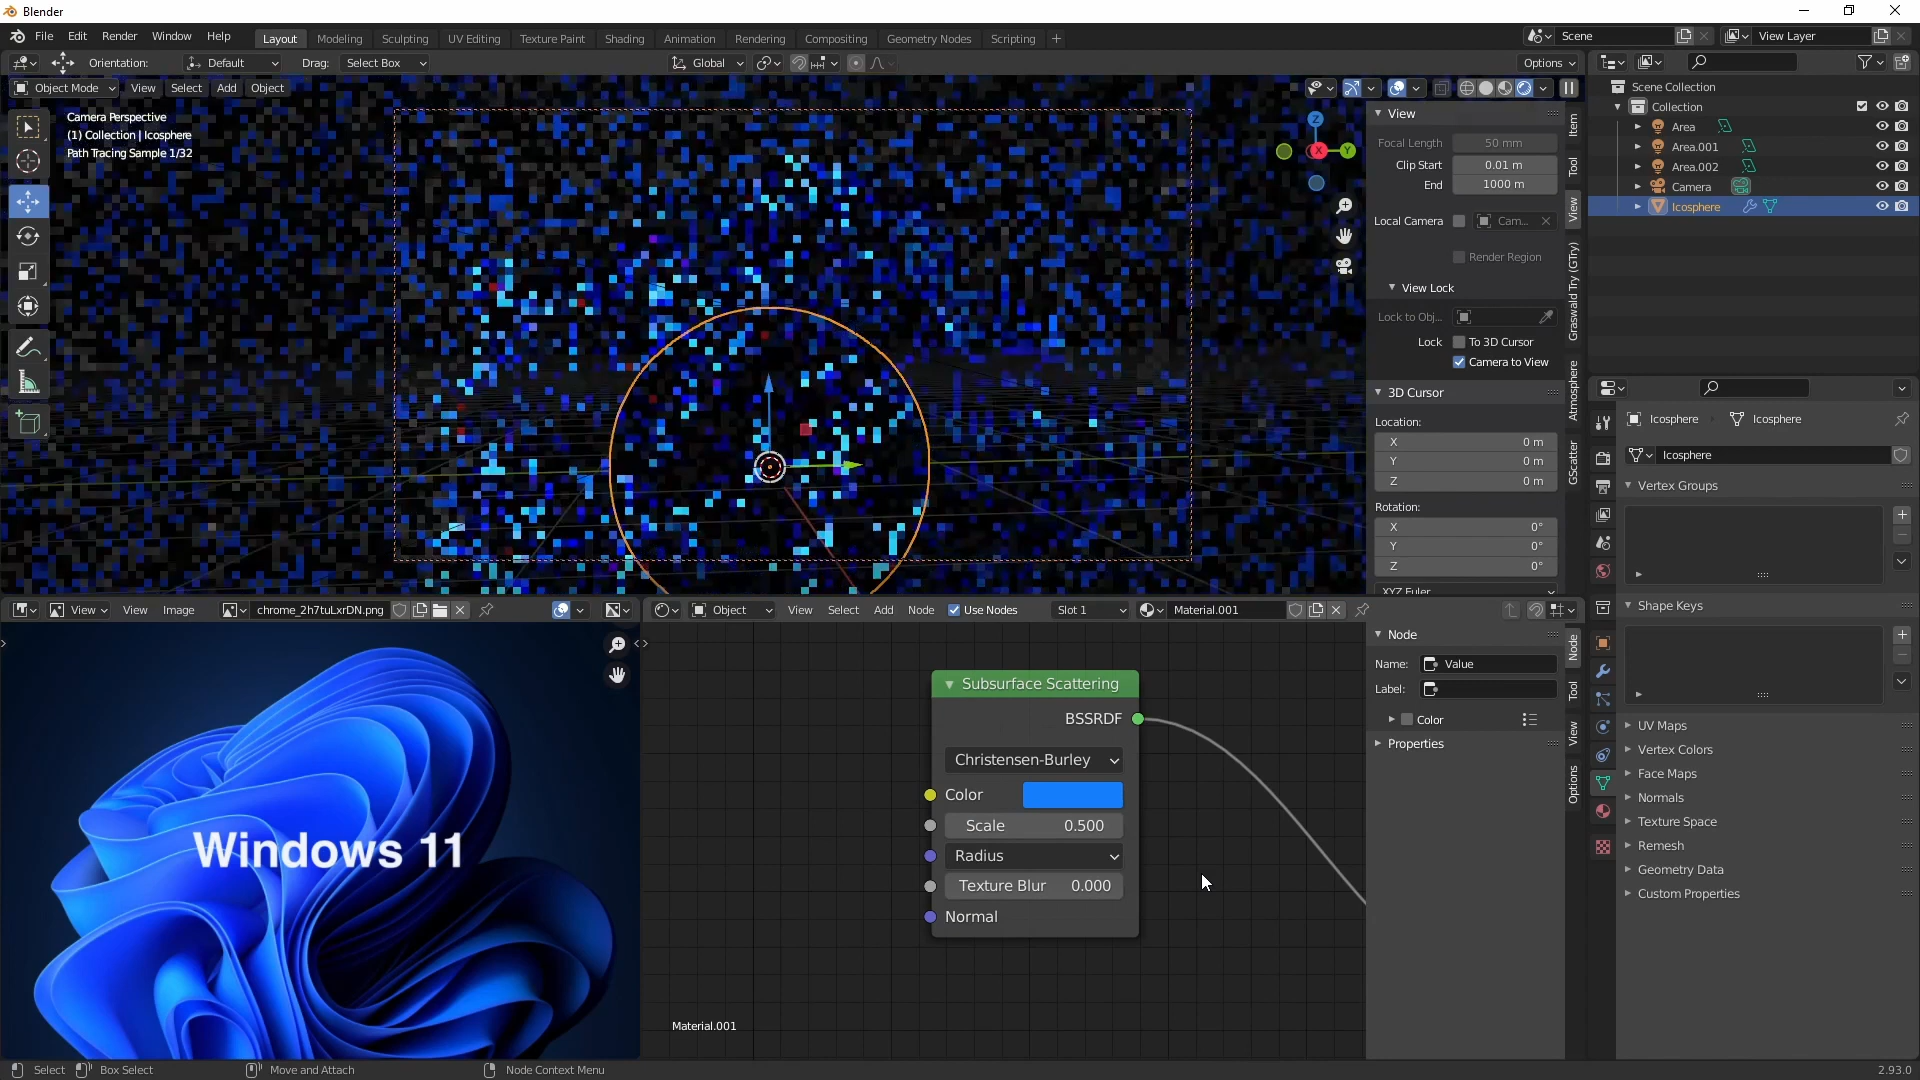 Blender
File Edit Render Window Help
Layout Modeling Sculpting UV Editing Texture Paint Shading Animation Rendering Compositing Geometry Nodes Scripting +
Scene
View Layer
Orientation: Default Drag: Select Box
Global
Options
Object Mode View Select Add Object
Camera Perspective
(1) Collection | Icosphere
Path Tracing Sample 1/32
Z
X
Y
View
Focal Length 50 mm
Clip Start 0.01 m
End 1000 m
Local Camera Cam...
Render Region
View Lock
Lock to Obj...
Lock To 3D Cursor
Camera to View
3D Cursor
Location:
X 0 m
Y 0 m
Z 0 m
Rotation:
X 0°
Y 0°
Z 0°
XYZ Euler
Item
Tool
View
Graswald Try (GTry)
Atmosphere
GScatter
Scene Collection
Collection
Area
Area.001
Area.002
Camera
Icosphere
Icosphere Icosphere
Icosphere
Vertex Groups
Shape Keys
UV Maps
Vertex Colors
Face Maps
Normals
Texture Space
Remesh
Geometry Data
Custom Properties
View View Image chrome_2h7tuLxrDN.png
Windows 11
Object View Select Add Node Use Nodes Slot 1 Material.001
Subsurface Scattering
BSSRDF
Christensen-Burley
Color
Scale 0.500
Radius
Texture Blur 0.000
Normal
Material.001
Node
Name: Value
Label:
Color
Properties
Node
Tool
View
Options
Select Box Select Move and Attach Node Context Menu 2.93.0